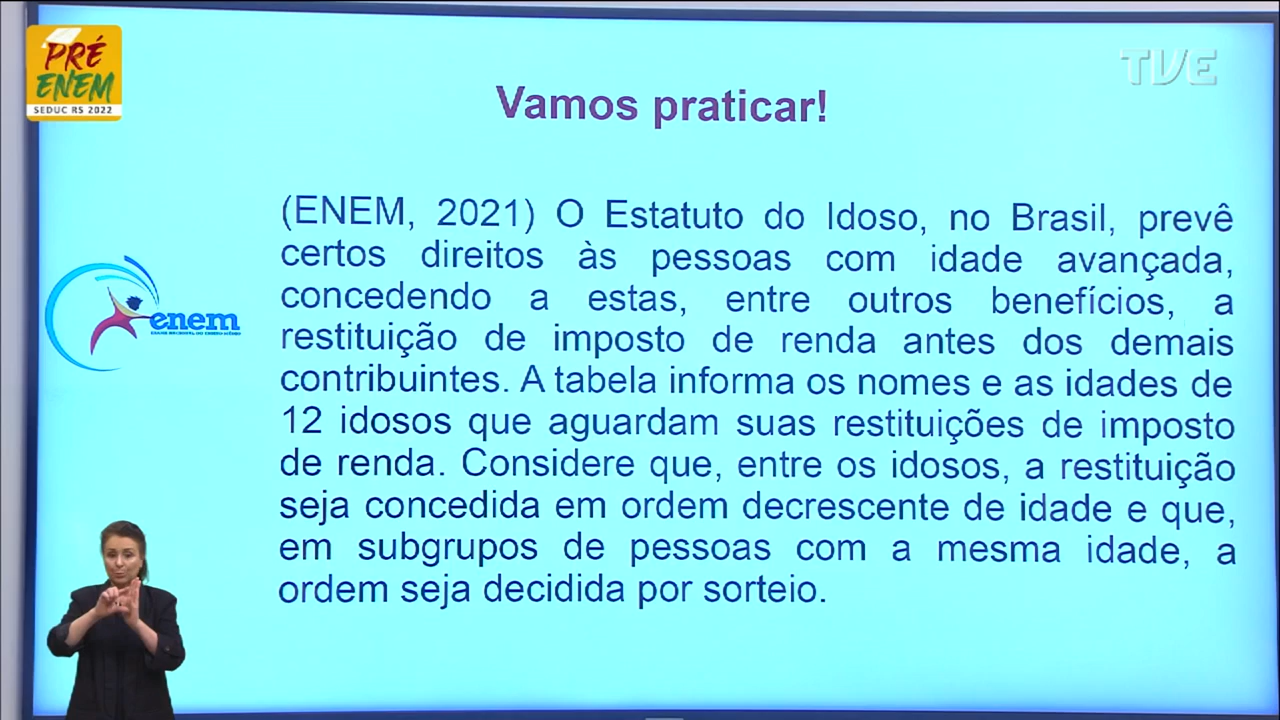 PRÉ
ENEM
SEDUC RS 2022
TVE
Vamos praticar!
(ENEM, 2021) O Estatuto do Idoso, no Brasil, prevê
certos direitos às pessoas com idade avançada,
concedendo a estas, entre outros benefícios, a
restituição de imposto de renda antes dos demais
contribuintes. A tabela informa os nomes e as idades de
12 idosos que aguardam suas restituições de imposto
de renda. Considere que, entre os idosos, a restituição
seja concedida em ordem decrescente de idade e que,
em subgrupos de pessoas com a mesma idade, a
ordem seja decidida por sorteio.
enem